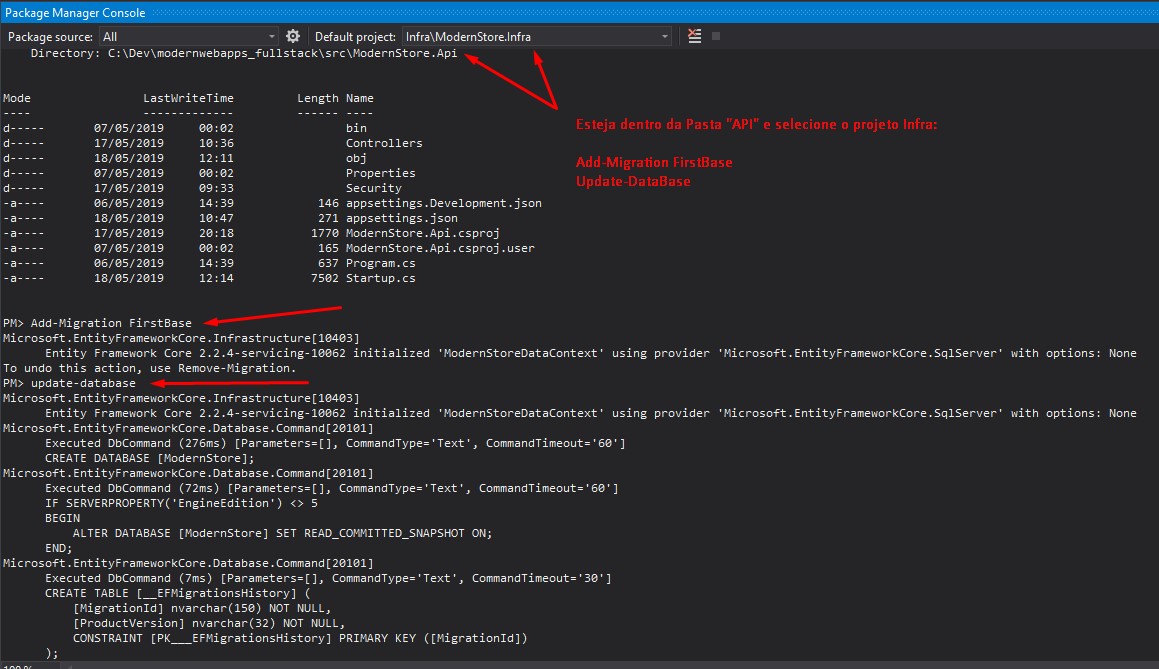 Package Manager Console
Package source: All Default project: Infra\ModernStore.Infra
Directory: C:\Dev\modernwebapps_fullstack\src\ModernStore.Api
Mode LastWriteTime Length Name
---- ------------- ------ ----
d----- 07/05/2019 00:02 bin
d----- 17/05/2019 10:36 Controllers
d----- 18/05/2019 12:11 obj
d----- 07/05/2019 00:02 Properties
d----- 17/05/2019 09:33 Security
-a---- 06/05/2019 14:39 146 appsettings.Development.json
-a---- 18/05/2019 10:47 271 appsettings.json
-a---- 17/05/2019 20:18 1770 ModernStore.Api.csproj
-a---- 07/05/2019 00:02 165 ModernStore.Api.csproj.user
-a---- 06/05/2019 14:39 637 Program.cs
-a---- 18/05/2019 12:14 7502 Startup.cs
Esteja dentro da Pasta "API" e selecione o projeto Infra:
Add-Migration FirstBase
Update-DataBase
PM> Add-Migration FirstBase
Microsoft.EntityFrameworkCore.Infrastructure[10403]
Entity Framework Core 2.2.4-servicing-10062 initialized 'ModernStoreDataContext' using provider 'Microsoft.EntityFrameworkCore.SqlServer' with options: None
To undo this action, use Remove-Migration.
PM> update-database
Microsoft.EntityFrameworkCore.Infrastructure[10403]
Entity Framework Core 2.2.4-servicing-10062 initialized 'ModernStoreDataContext' using provider 'Microsoft.EntityFrameworkCore.SqlServer' with options: None
Microsoft.EntityFrameworkCore.Database.Command[20101]
Executed DbCommand (276ms) [Parameters=[], CommandType='Text', CommandTimeout='60']
CREATE DATABASE [ModernStore];
Microsoft.EntityFrameworkCore.Database.Command[20101]
Executed DbCommand (72ms) [Parameters=[], CommandType='Text', CommandTimeout='60']
IF SERVERPROPERTY('EngineEdition') <> 5
BEGIN
ALTER DATABASE [ModernStore] SET READ_COMMITTED_SNAPSHOT ON;
END;
Microsoft.EntityFrameworkCore.Database.Command[20101]
Executed DbCommand (7ms) [Parameters=[], CommandType='Text', CommandTimeout='30']
CREATE TABLE [__EFMigrationsHistory] (
[MigrationId] nvarchar(150) NOT NULL,
[ProductVersion] nvarchar(32) NOT NULL,
CONSTRAINT [PK___EFMigrationsHistory] PRIMARY KEY ([MigrationId])
);